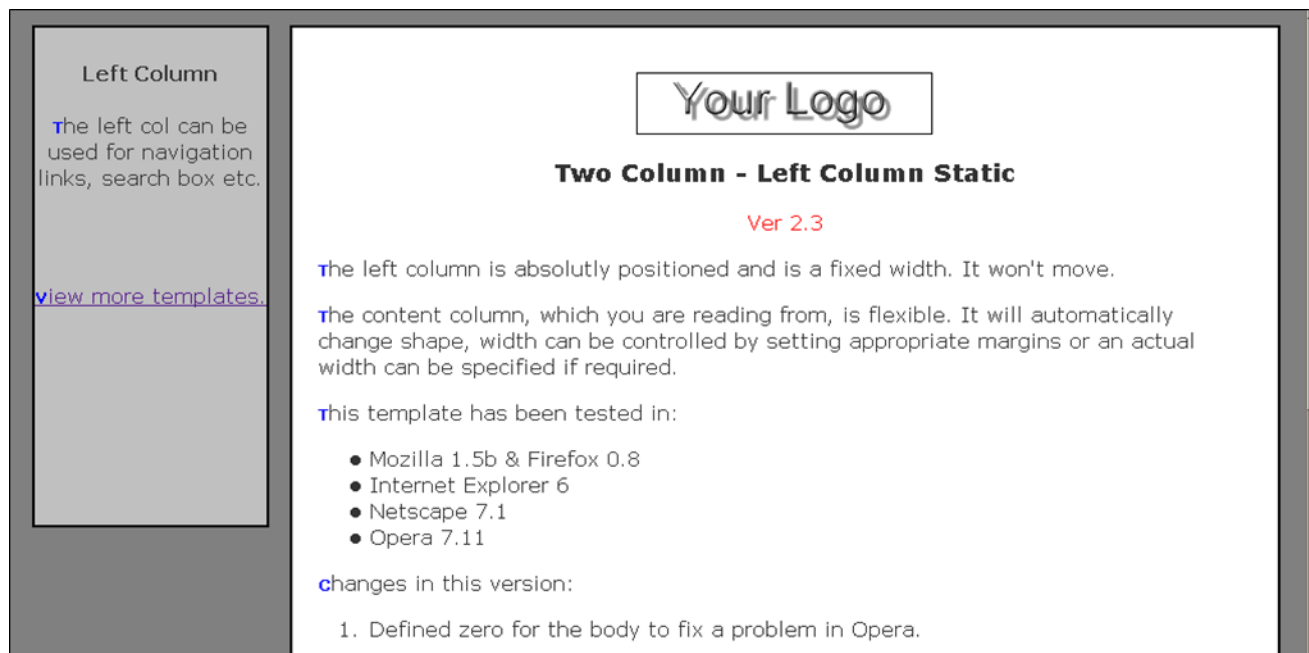 Left Column
The left col can be
used for navigation
links, search box etc.
view more templates.
Your Logo
Two Column - Left Column Static
Ver 2.3
The left column is absolutly positioned and is a fixed width. It won't move.
The content column, which you are reading from, is flexible. It will automatically
change shape, width can be controlled by setting appropriate margins or an actual
width can be specified if required.
This template has been tested in:
● Mozilla 1.5b & Firefox 0.8
● Internet Explorer 6
● Netscape 7.1
● Opera 7.11
Changes in this version:
1. Defined zero for the body to fix a problem in Opera.